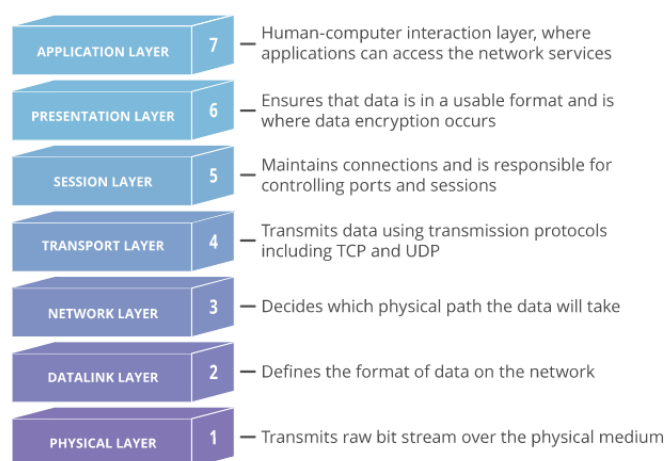 APPLICATION LAYER 7 — Human-computer interaction layer, where
applications can access the network services
PRESENTATION LAYER 6 — Ensures that data is in a usable format and is
where data encryption occurs
SESSION LAYER 5 — Maintains connections and is responsible for
controlling ports and sessions
TRANSPORT LAYER 4 — Transmits data using transmission protocols
including TCP and UDP
NETWORK LAYER 3 — Decides which physical path the data will take
DATALINK LAYER 2 — Defines the format of data on the network
PHYSICAL LAYER 1 — Transmits raw bit stream over the physical medium